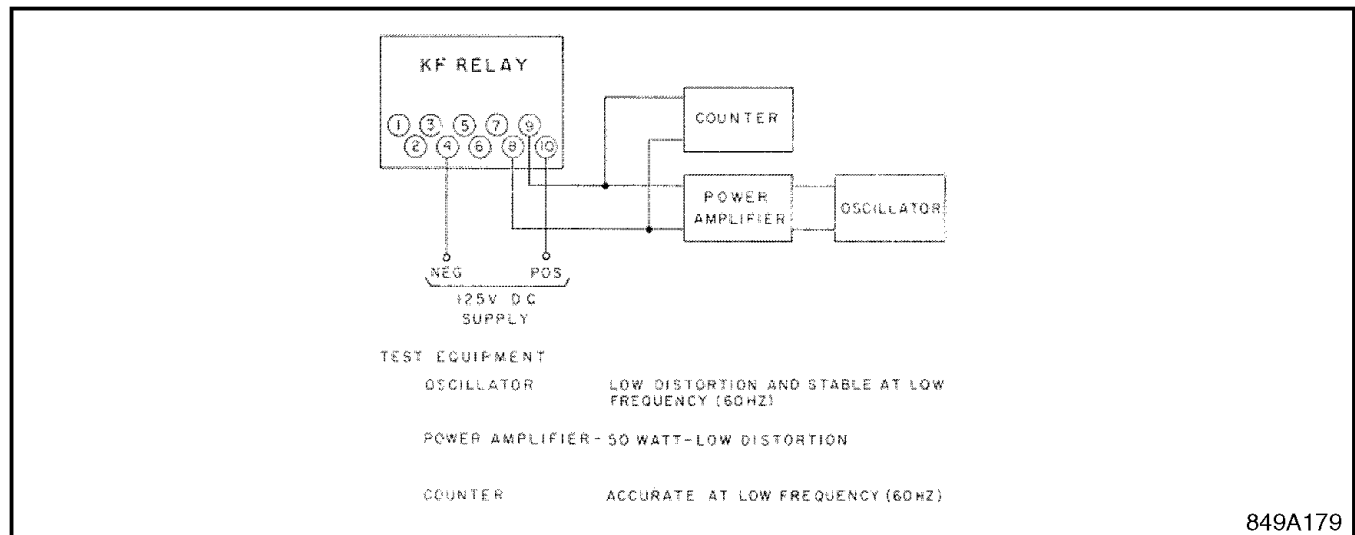 KF RELAY
1 3 5 7 9
2 4 6 8 10
COUNTER
POWER
AMPLIFIER
OSCILLATOR
NEG POS
125V DC
SUPPLY
TEST EQUIPMENT
OSCILLATOR LOW DISTORTION AND STABLE AT LOW
FREQUENCY (60HZ)
POWER AMPLIFIER - 50 WATT-LOW DISTORTION
COUNTER ACCURATE AT LOW FREQUENCY (60HZ)
849A179